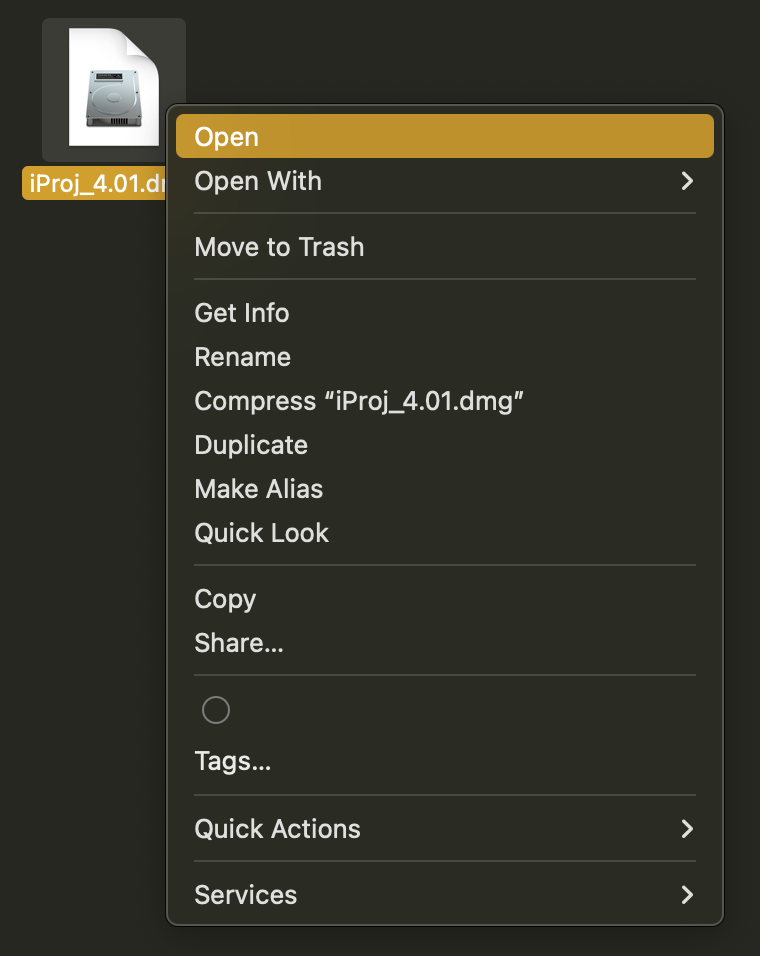 iProj_4.01.dm
Open
Open With
Move to Trash
Get Info
Rename
Compress “iProj_4.01.dmg”
Duplicate
Make Alias
Quick Look
Copy
Share...
Tags...
Quick Actions
Services